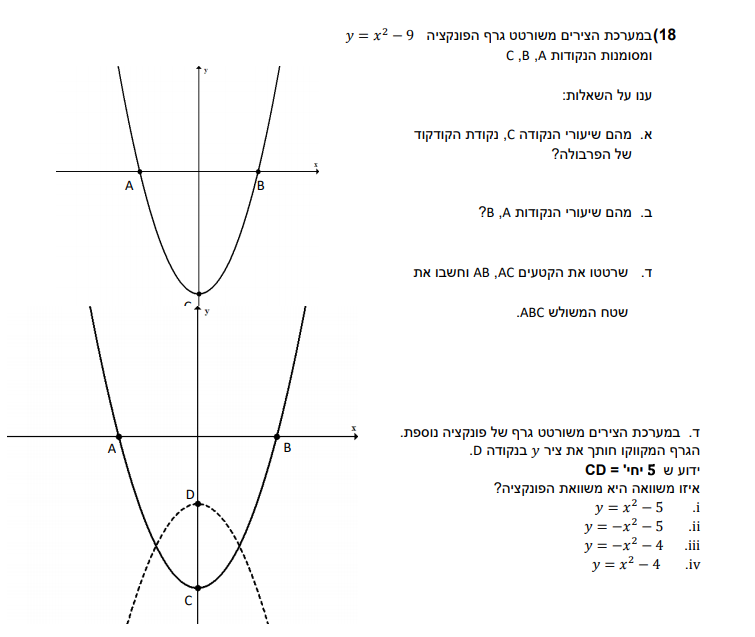 18) במערכת הצירים משורטט גרף הפונקציה y = x² – 9
ומסומנות הנקודות C ,B ,A
ענו על השאלות:
א. מהם שיעורי הנקודה C, נקודת הקודקוד
של הפרבולה?
ב. מהם שיעורי הנקודות B ,A?
ד. שרטטו את הקטעים AB ,AC וחשבו את
שטח המשולש ABC.
y
x
A
B
C
ד. במערכת הצירים משורטט גרף של פונקציה נוספת.
הגרף המקווקו חותך את ציר y בנקודה D.
ידוע ש 5 יחי' = CD
איזו משוואה היא משוואת הפונקציה?
i. y = x² – 5
ii. y = –x² – 5
iii. y = –x² – 4
iv. y = x² – 4
y
x
A
B
D
C